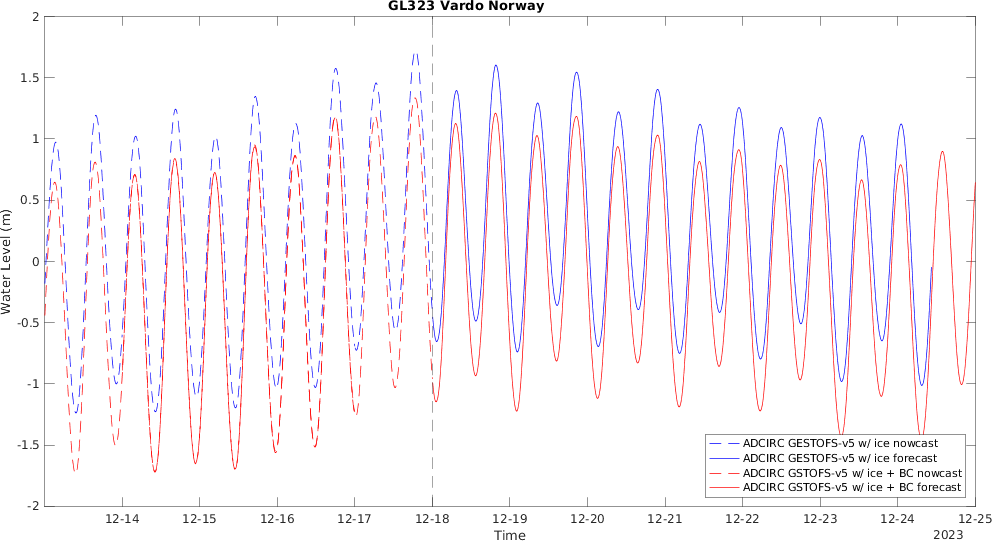 GL323 Vardo Norway
2
1.5
1
0.5
0
-0.5
-1
-1.5
-2
Water Level (m)
ADCIRC GESTOFS-v5 w/ ice nowcast
ADCIRC GESTOFS-v5 w/ ice forecast
ADCIRC GSTOFS-v5 w/ ice + BC nowcast
ADCIRC GSTOFS-v5 w/ ice + BC forecast
12-14 12-15 12-16 12-17 12-18 12-19 12-20 12-21 12-22 12-23 12-24 12-25
Time
2023